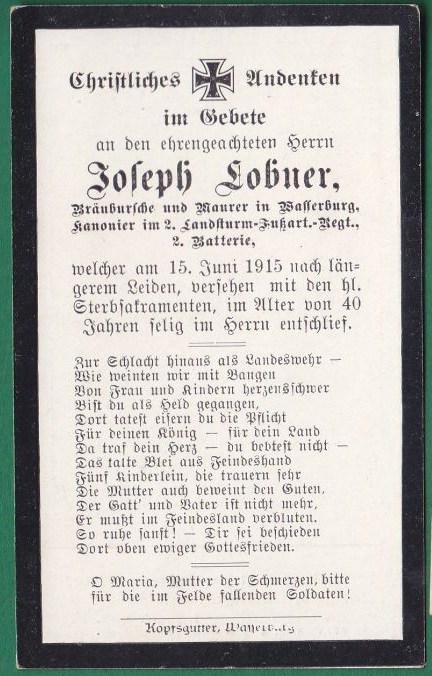 Christliches Andenken
im Gebete
an den ehrengeachteten Herrn
Joseph Lobner,
Bräubursche und Maurer in Wasserburg,
Kanonier im 2. Landsturm-Fußart.-Regt.,
2. Batterie,
welcher am 15. Juni 1915 nach län-
gerem Leiden, versehen mit den hl.
Sterbsakramenten, im Alter von 40
Jahren selig im Herrn entschlief.
Zur Schlacht hinaus als Landeswehr —
Wie weinten wir mit Bangen
Von Frau und Kindern herzensschwer
Bist du als Held gegangen,
Dort tatest eisern du die Pflicht
Für deinen König — für dein Land
Da traf dein Herz — du bebtest nicht —
Das kalte Blei aus Feindeshand
Fünf Kinderlein, die trauern sehr
Die Mutter auch beweint den Guten,
Der Gatt' und Vater ist nicht mehr,
Er mußt im Feindesland verbluten.
So ruhe sanft! — Dir sei beschieden
Dort oben ewiger Gottesfrieden.
O Maria, Mutter der Schmerzen, bitte
für die im Felde fallenden Soldaten!